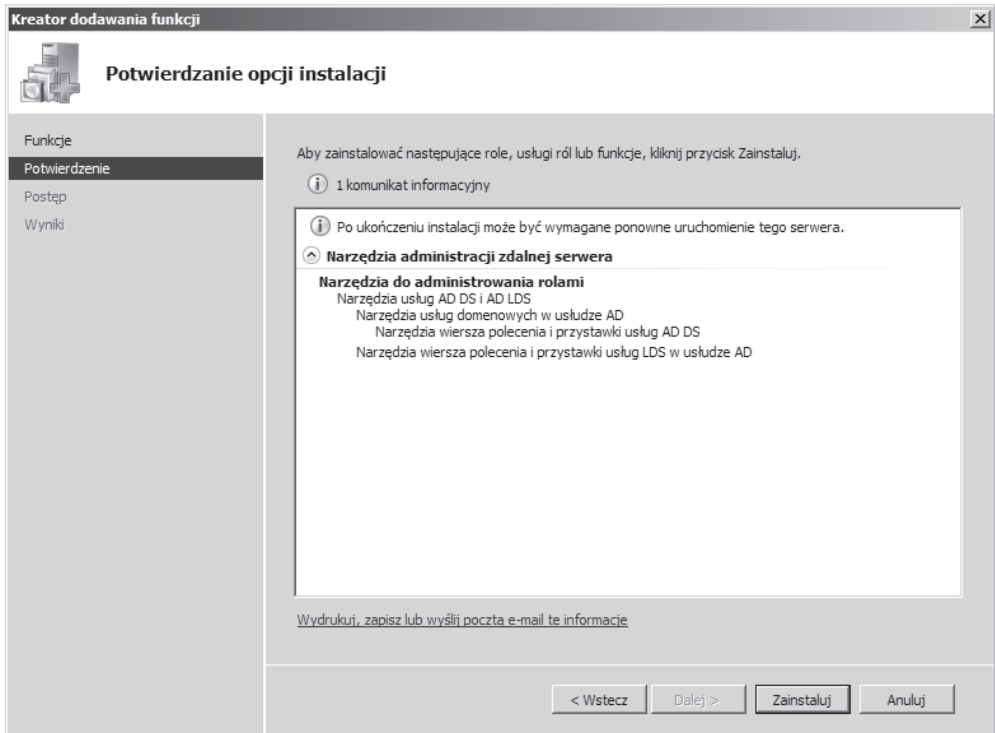 Kreator dodawania funkcji
Potwierdzanie opcji instalacji
Funkcje
Potwierdzenie
Postęp
Wyniki
Aby zainstalować następujące role, usługi ról lub funkcje, kliknij przycisk Zainstaluj.
1 komunikat informacyjny
Po ukończeniu instalacji może być wymagane ponowne uruchomienie tego serwera.
Narzędzia administracji zdalnej serwera
Narzędzia do administrowania rolami
Narzędzia usług AD DS i AD LDS
Narzędzia usług domenowych w usłudze AD
Narzędzia wiersza polecenia i przystawki usług AD DS
Narzędzia wiersza polecenia i przystawki usług LDS w usłudze AD
Wydrukuj, zapisz lub wyślij pocztą e-mail te informacje
< Wstecz
Dalej >
Zainstaluj
Anuluj